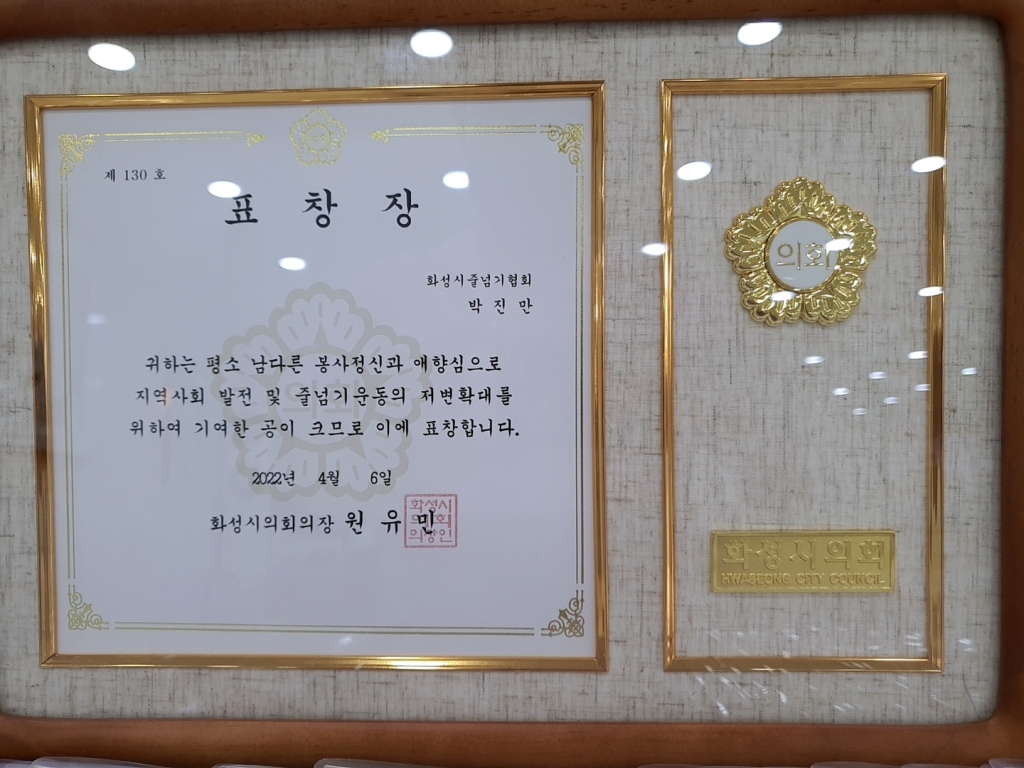 제 130 호
표 창 장
화성시줄넘기협회
박 진 만
귀하는 평소 남다른 봉사정신과 애향심으로
지역사회 발전 및 줄넘기운동의 저변확대를
위하여 기여한 공이 크므로 이에 표창합니다.
2022년 4월 6일
화성시의회의장 원 유 민
화성시
의회
의장인
의회
의회
화성시의회
HWASEONG CITY COUNCIL